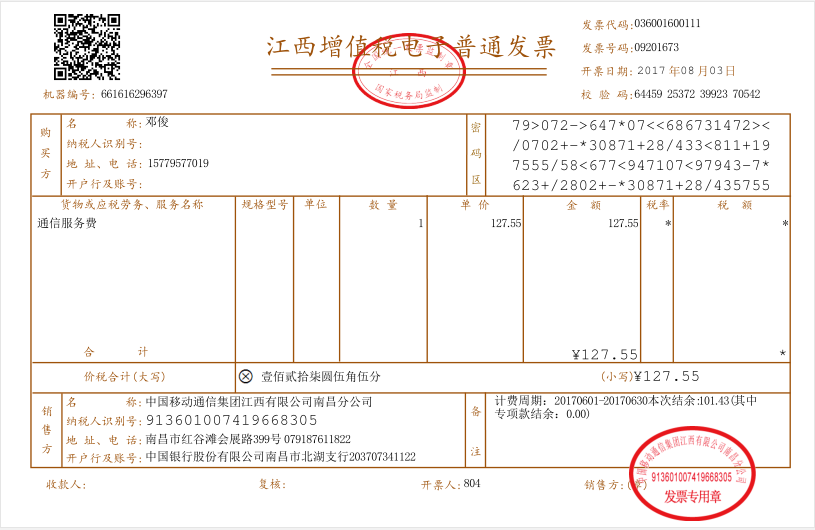 江西增值税电子普通发票
全国统一发票监制章
江 西
国家税务局监制
发票代码:036001600111
发票号码:09201673
开票日期: 2017 年08 月03日
校 验 码:64459 25372 39923 70542
机器编号: 661616296397
购买方
名 称:邓俊
纳税人识别号:
地 址、电 话: 15779577019
开户行及账号:
密码区
79>072->647*07<<686731472><
/0702+-*30871+28/433<811+19
7555/58<677<947107<97943-7*
623+/2802+-*30871+28/435755
货物或应税劳务、服务名称 规格型号 单位 数 量 单 价 金 额 税率 税 额
通信服务费 1 127.55 127.55 * *
合 计 ¥127.55 *
价税合计(大写) ⊗ 壹佰贰拾柒圆伍角伍分 (小写)¥127.55
销售方
名 称:中国移动通信集团江西有限公司南昌分公司
纳税人识别号:913601007419668305
地 址、电 话:南昌市红谷滩会展路399号 079187611822
开户行及账号:中国银行股份有限公司南昌市北湖支行203707341122
备注
计费周期: 20170601-20170630本次结余:101.43(其中
专项款结余: 0.00)
收款人: 复核: 开票人: 804 销售方:(章)
中国移动通信集团江西有限公司南昌分公司
913601007419668305
发票专用章